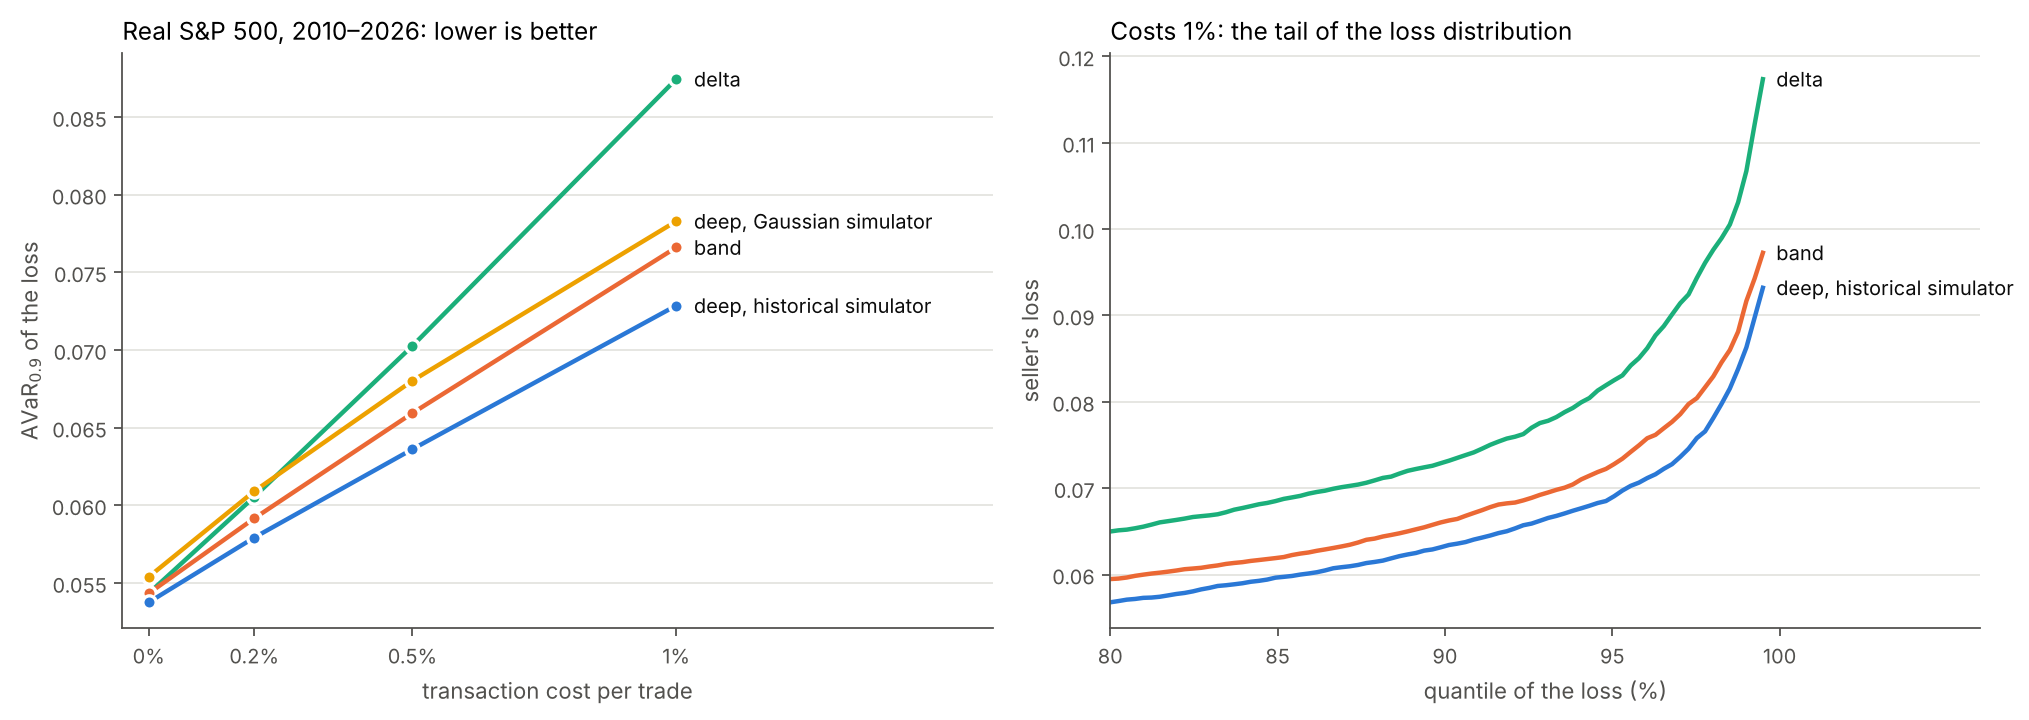 Real S&P 500, 2010–2026: lower is better
AVaR0.9 of the loss
0.085
0.080
0.075
0.070
0.065
0.060
0.055
delta
deep, Gaussian simulator
band
deep, historical simulator
0%
0.2%
0.5%
1%
transaction cost per trade
Costs 1%: the tail of the loss distribution
seller's loss
0.12
0.11
0.10
0.09
0.08
0.07
0.06
delta
band
deep, historical simulator
80
85
90
95
100
quantile of the loss (%)